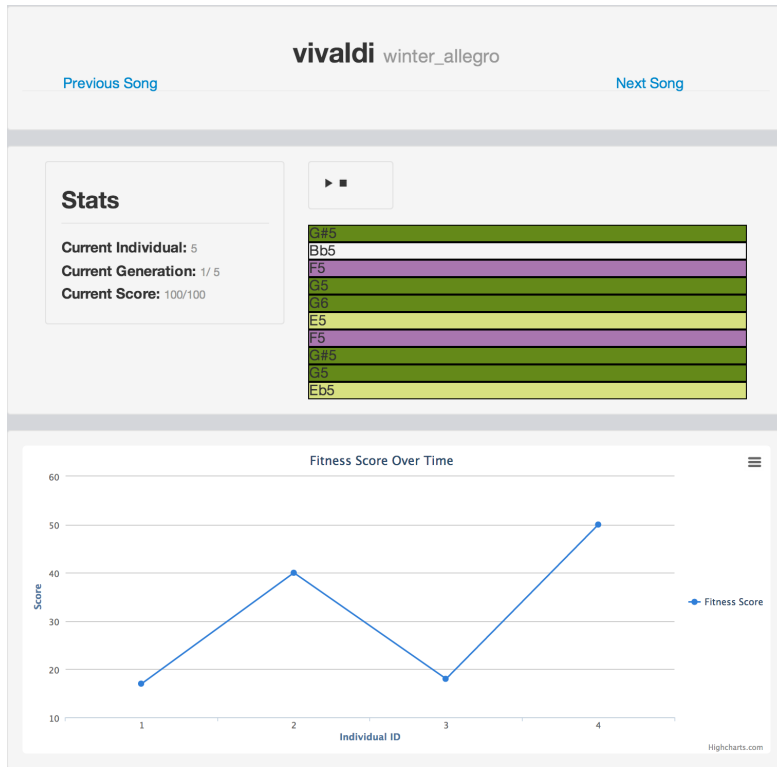 vivaldi winter_allegro
Previous Song Next Song
Stats
Current Individual: 5
Current Generation: 1/ 5
Current Score: 100/100
G#5
Bb5
F5
G5
G6
E5
F5
G#5
G5
Eb5
Fitness Score Over Time
60
50
40
30
20
10
Score
1 2 3 4
Individual ID
Fitness Score
Highcharts.com